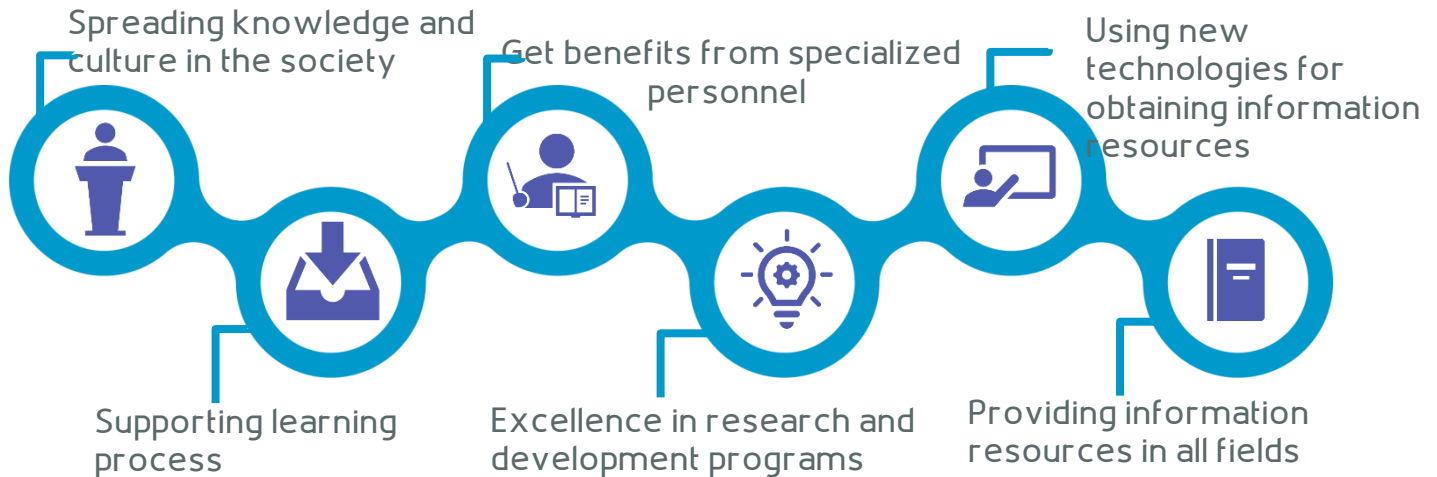 Spreading knowledge and
culture in the society
Supporting learning
process
Get benefits from specialized
personnel
Excellence in research and
development programs
Using new
technologies for
obtaining information
resources
Providing information
resources in all fields